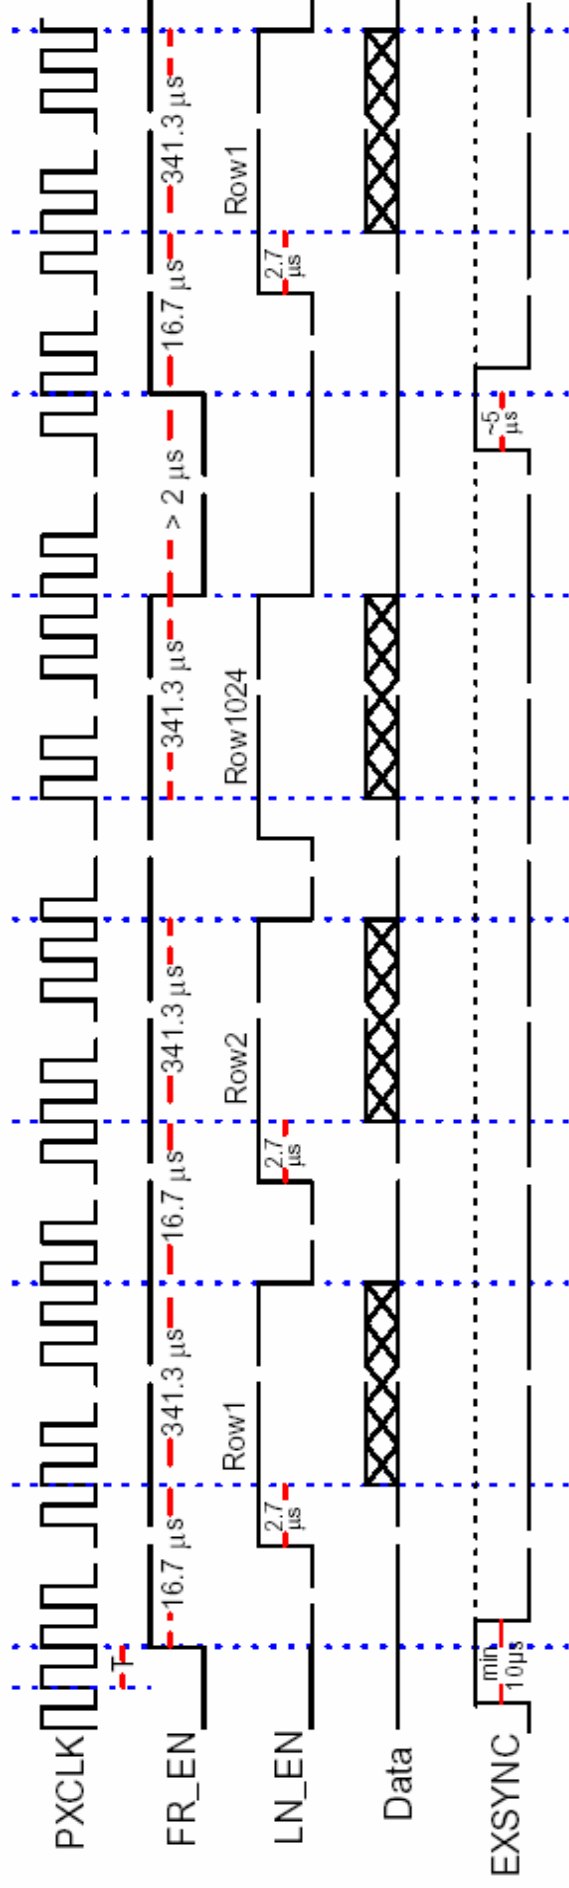 PXCLK
T
FR_EN
16.7 µs
341.3 µs
16.7 µs
341.3 µs
341.3 µs
> 2 µs
16.7 µs
341.3 µs
LN_EN
2.7
µs
Row1
2.7
µs
Row2
Row1024
2.7
µs
Row1
Data
EXSYNC
min
10µs
~5
µs